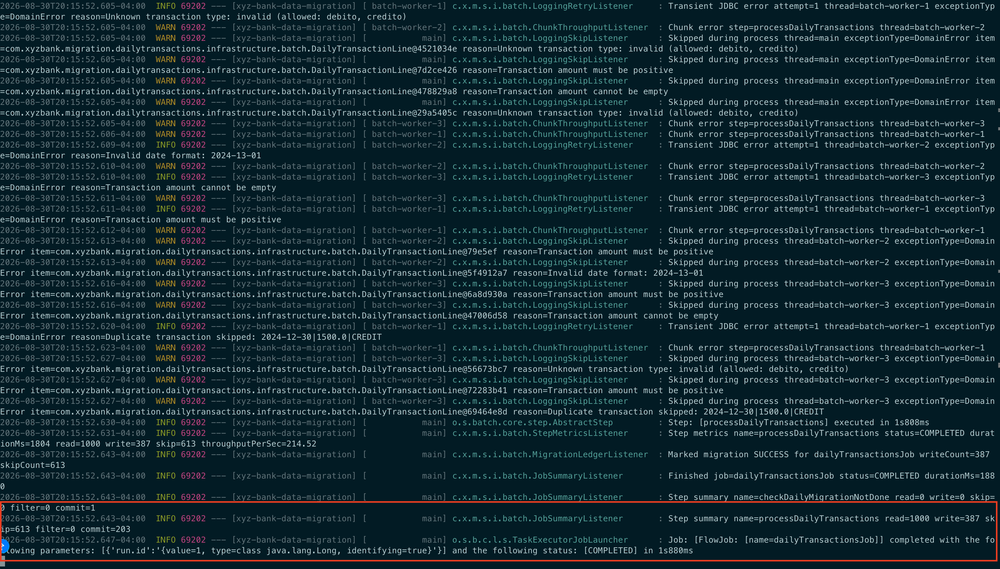 2026-08-30T20:15:52.605-04:00  INFO 69202 --- [xyz-bank-data-migration] [ batch-worker-1] c.x.m.s.i.batch.LoggingRetryListener     : Transient JDBC error attempt=1 thread=batch-worker-1 exceptionTyp
e=DomainError reason=Unknown transaction type: invalid (allowed: debito, credito)
2026-08-30T20:15:52.605-04:00  WARN 69202 --- [xyz-bank-data-migration] [ batch-worker-2] c.x.m.s.i.batch.ChunkThroughputListener  : Chunk error step=processDailyTransactions thread=batch-worker-2
2026-08-30T20:15:52.605-04:00  WARN 69202 --- [xyz-bank-data-migration] [           main] c.x.m.s.i.batch.LoggingSkipListener      : Skipped during process thread=main exceptionType=DomainError item
=com.xyzbank.migration.dailytransactions.infrastructure.batch.DailyTransactionLine@4521034e reason=Unknown transaction type: invalid (allowed: debito, credito)
2026-08-30T20:15:52.605-04:00  WARN 69202 --- [xyz-bank-data-migration] [           main] c.x.m.s.i.batch.LoggingSkipListener      : Skipped during process thread=main exceptionType=DomainError item
=com.xyzbank.migration.dailytransactions.infrastructure.batch.DailyTransactionLine@7d2ce426 reason=Transaction amount must be positive
2026-08-30T20:15:52.605-04:00  WARN 69202 --- [xyz-bank-data-migration] [           main] c.x.m.s.i.batch.LoggingSkipListener      : Skipped during process thread=main exceptionType=DomainError item
=com.xyzbank.migration.dailytransactions.infrastructure.batch.DailyTransactionLine@478829a8 reason=Transaction amount cannot be empty
2026-08-30T20:15:52.605-04:00  WARN 69202 --- [xyz-bank-data-migration] [           main] c.x.m.s.i.batch.LoggingSkipListener      : Skipped during process thread=main exceptionType=DomainError item
=com.xyzbank.migration.dailytransactions.infrastructure.batch.DailyTransactionLine@29a5405c reason=Unknown transaction type: invalid (allowed: debito, credito)
2026-08-30T20:15:52.605-04:00  WARN 69202 --- [xyz-bank-data-migration] [ batch-worker-3] c.x.m.s.i.batch.ChunkThroughputListener  : Chunk error step=processDailyTransactions thread=batch-worker-3
2026-08-30T20:15:52.606-04:00  WARN 69202 --- [xyz-bank-data-migration] [ batch-worker-1] c.x.m.s.i.batch.ChunkThroughputListener  : Chunk error step=processDailyTransactions thread=batch-worker-1
2026-08-30T20:15:52.609-04:00  INFO 69202 --- [xyz-bank-data-migration] [ batch-worker-2] c.x.m.s.i.batch.LoggingRetryListener     : Transient JDBC error attempt=1 thread=batch-worker-2 exceptionTyp
e=DomainError reason=Invalid date format: 2024-13-01
2026-08-30T20:15:52.610-04:00  WARN 69202 --- [xyz-bank-data-migration] [ batch-worker-2] c.x.m.s.i.batch.ChunkThroughputListener  : Chunk error step=processDailyTransactions thread=batch-worker-2
2026-08-30T20:15:52.610-04:00  INFO 69202 --- [xyz-bank-data-migration] [ batch-worker-3] c.x.m.s.i.batch.LoggingRetryListener     : Transient JDBC error attempt=1 thread=batch-worker-3 exceptionTyp
e=DomainError reason=Transaction amount cannot be empty
2026-08-30T20:15:52.611-04:00  WARN 69202 --- [xyz-bank-data-migration] [ batch-worker-3] c.x.m.s.i.batch.ChunkThroughputListener  : Chunk error step=processDailyTransactions thread=batch-worker-3
2026-08-30T20:15:52.611-04:00  INFO 69202 --- [xyz-bank-data-migration] [ batch-worker-1] c.x.m.s.i.batch.LoggingRetryListener     : Transient JDBC error attempt=1 thread=batch-worker-1 exceptionTyp
e=DomainError reason=Transaction amount must be positive
2026-08-30T20:15:52.612-04:00  WARN 69202 --- [xyz-bank-data-migration] [ batch-worker-1] c.x.m.s.i.batch.ChunkThroughputListener  : Chunk error step=processDailyTransactions thread=batch-worker-1
2026-08-30T20:15:52.613-04:00  WARN 69202 --- [xyz-bank-data-migration] [ batch-worker-2] c.x.m.s.i.batch.LoggingSkipListener      : Skipped during process thread=batch-worker-2 exceptionType=Domain
Error item=com.xyzbank.migration.dailytransactions.infrastructure.batch.DailyTransactionLine@79e5ef reason=Transaction amount must be positive
2026-08-30T20:15:52.613-04:00  WARN 69202 --- [xyz-bank-data-migration] [ batch-worker-2] c.x.m.s.i.batch.LoggingSkipListener      : Skipped during process thread=batch-worker-2 exceptionType=Domain
Error item=com.xyzbank.migration.dailytransactions.infrastructure.batch.DailyTransactionLine@5f4912a7 reason=Invalid date format: 2024-13-01
2026-08-30T20:15:52.616-04:00  WARN 69202 --- [xyz-bank-data-migration] [ batch-worker-3] c.x.m.s.i.batch.LoggingSkipListener      : Skipped during process thread=batch-worker-3 exceptionType=Domain
Error item=com.xyzbank.migration.dailytransactions.infrastructure.batch.DailyTransactionLine@6a8d930a reason=Transaction amount must be positive
2026-08-30T20:15:52.616-04:00  WARN 69202 --- [xyz-bank-data-migration] [ batch-worker-3] c.x.m.s.i.batch.LoggingSkipListener      : Skipped during process thread=batch-worker-3 exceptionType=Domain
Error item=com.xyzbank.migration.dailytransactions.infrastructure.batch.DailyTransactionLine@47006d58 reason=Transaction amount cannot be empty
2026-08-30T20:15:52.620-04:00  INFO 69202 --- [xyz-bank-data-migration] [ batch-worker-1] c.x.m.s.i.batch.LoggingRetryListener     : Transient JDBC error attempt=1 thread=batch-worker-1 exceptionTyp
e=DomainError reason=Duplicate transaction skipped: 2024-12-30|1500.0|CREDIT
2026-08-30T20:15:52.623-04:00  WARN 69202 --- [xyz-bank-data-migration] [ batch-worker-1] c.x.m.s.i.batch.ChunkThroughputListener  : Chunk error step=processDailyTransactions thread=batch-worker-1
2026-08-30T20:15:52.627-04:00  WARN 69202 --- [xyz-bank-data-migration] [ batch-worker-3] c.x.m.s.i.batch.LoggingSkipListener      : Skipped during process thread=batch-worker-3 exceptionType=Domain
Error item=com.xyzbank.migration.dailytransactions.infrastructure.batch.DailyTransactionLine@56673bc7 reason=Unknown transaction type: invalid (allowed: debito, credito)
2026-08-30T20:15:52.627-04:00  WARN 69202 --- [xyz-bank-data-migration] [ batch-worker-3] c.x.m.s.i.batch.LoggingSkipListener      : Skipped during process thread=batch-worker-3 exceptionType=Domain
Error item=com.xyzbank.migration.dailytransactions.infrastructure.batch.DailyTransactionLine@72283b41 reason=Transaction amount must be positive
2026-08-30T20:15:52.627-04:00  WARN 69202 --- [xyz-bank-data-migration] [ batch-worker-3] c.x.m.s.i.batch.LoggingSkipListener      : Skipped during process thread=batch-worker-3 exceptionType=Domain
Error item=com.xyzbank.migration.dailytransactions.infrastructure.batch.DailyTransactionLine@69464e8d reason=Duplicate transaction skipped: 2024-12-30|1500.0|CREDIT
2026-08-30T20:15:52.630-04:00  INFO 69202 --- [xyz-bank-data-migration] [           main] o.s.batch.core.step.AbstractStep         : Step: [processDailyTransactions] executed in 1s808ms
2026-08-30T20:15:52.631-04:00  INFO 69202 --- [xyz-bank-data-migration] [           main] c.x.m.s.i.batch.StepMetricsListener      : Step metrics name=processDailyTransactions status=COMPLETED durat
ionMs=1804 read=1000 write=387 skip=613 throughputPerSec=214.52
2026-08-30T20:15:52.643-04:00  INFO 69202 --- [xyz-bank-data-migration] [           main] c.x.m.s.i.batch.MigrationLedgerListener  : Marked migration SUCCESS for dailyTransactionsJob writeCount=387
skipCount=613
2026-08-30T20:15:52.643-04:00  INFO 69202 --- [xyz-bank-data-migration] [           main] c.x.m.s.i.batch.JobSummaryListener       : Finished job=dailyTransactionsJob status=COMPLETED durationMs=188
0
2026-08-30T20:15:52.643-04:00  INFO 69202 --- [xyz-bank-data-migration] [           main] c.x.m.s.i.batch.JobSummaryListener       : Step summary name=checkDailyMigrationNotDone read=0 write=0 skip=
0 filter=0 commit=1
2026-08-30T20:15:52.643-04:00  INFO 69202 --- [xyz-bank-data-migration] [           main] c.x.m.s.i.batch.JobSummaryListener       : Step summary name=processDailyTransactions read=1000 write=387 sk
ip=613 filter=0 commit=203
026-08-30T20:15:52.647-04:00  INFO 69202 --- [xyz-bank-data-migration] [           main] o.s.b.c.l.s.TaskExecutorJobLauncher      : Job: [FlowJob: [name=dailyTransactionsJob]] completed with the fo
lowing parameters: [{'run.id':'{value=1, type=class java.lang.Long, identifying=true}'}] and the following status: [COMPLETED] in 1s880ms